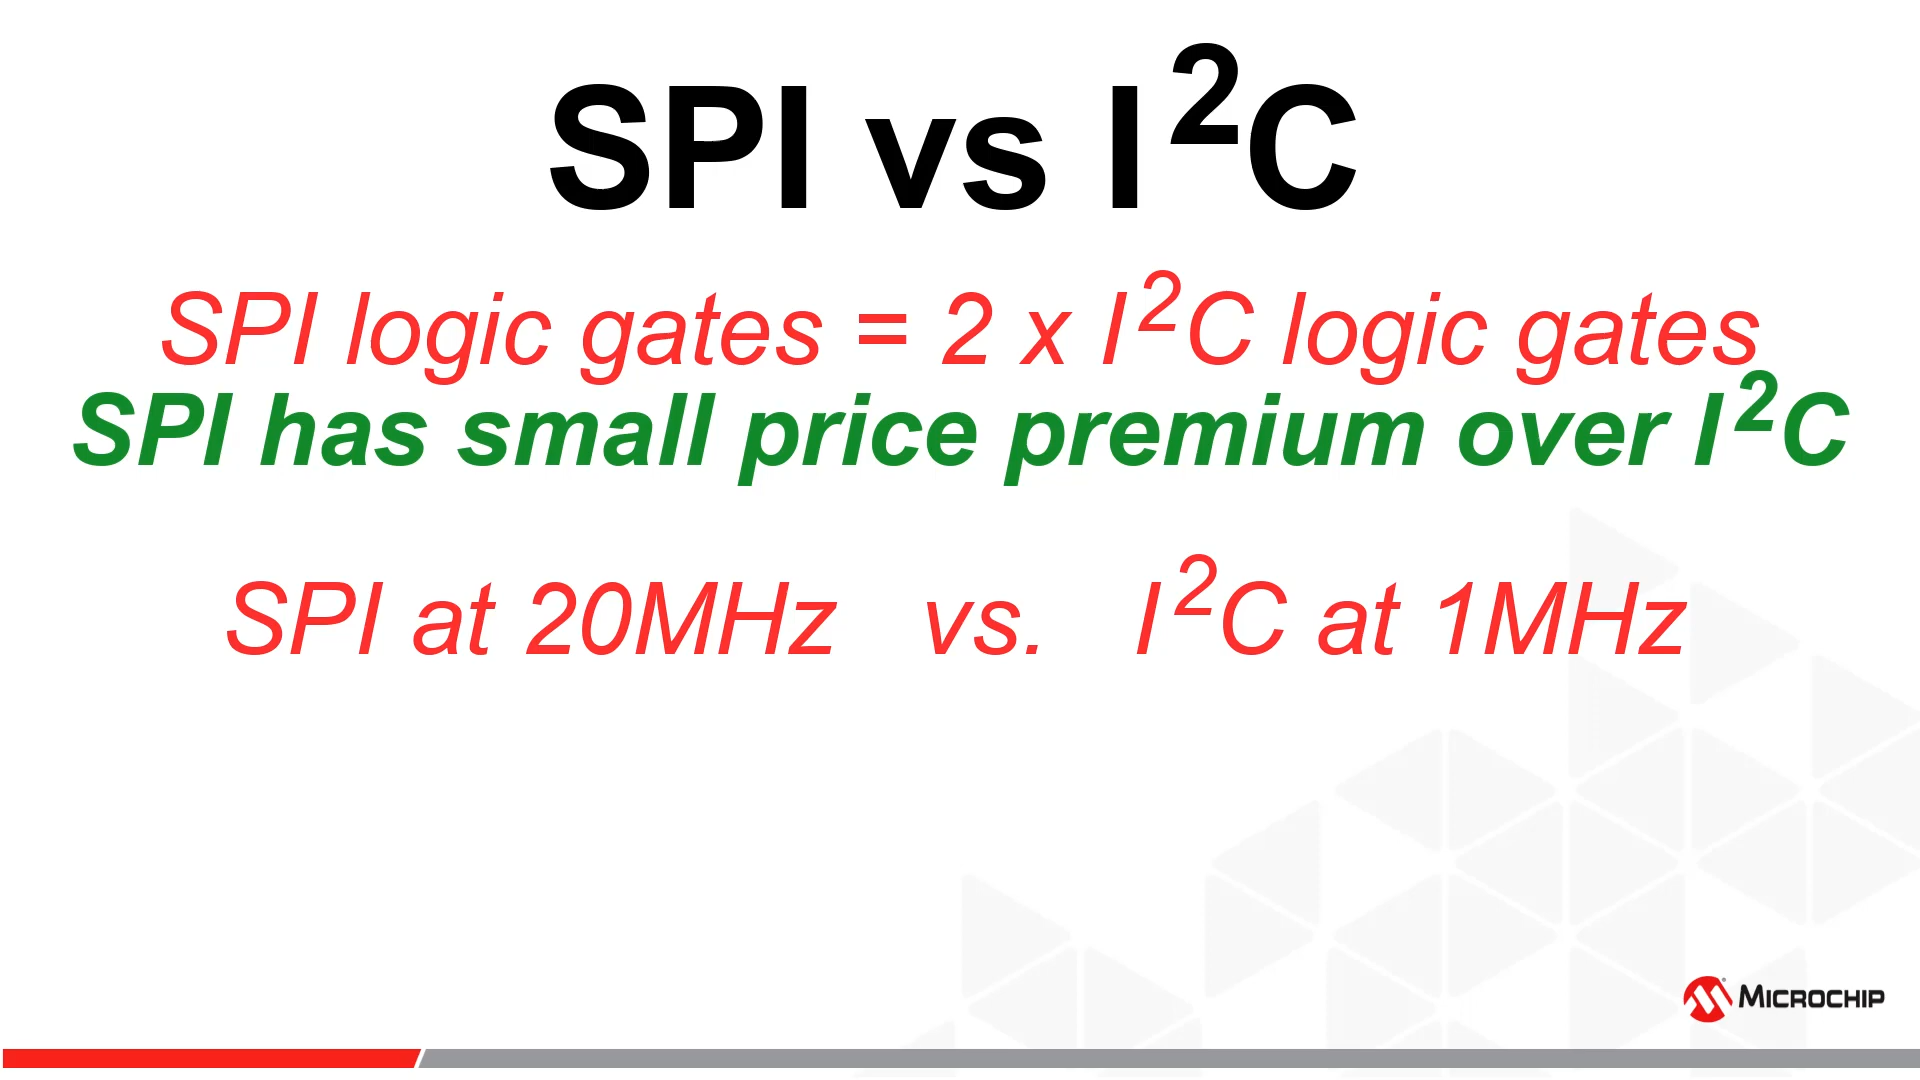 SPI vs I²C
SPI logic gates = 2 x I²C logic gates
SPI has small price premium over I²C
SPI at 20MHz vs. I²C at 1MHz
MICROCHIP